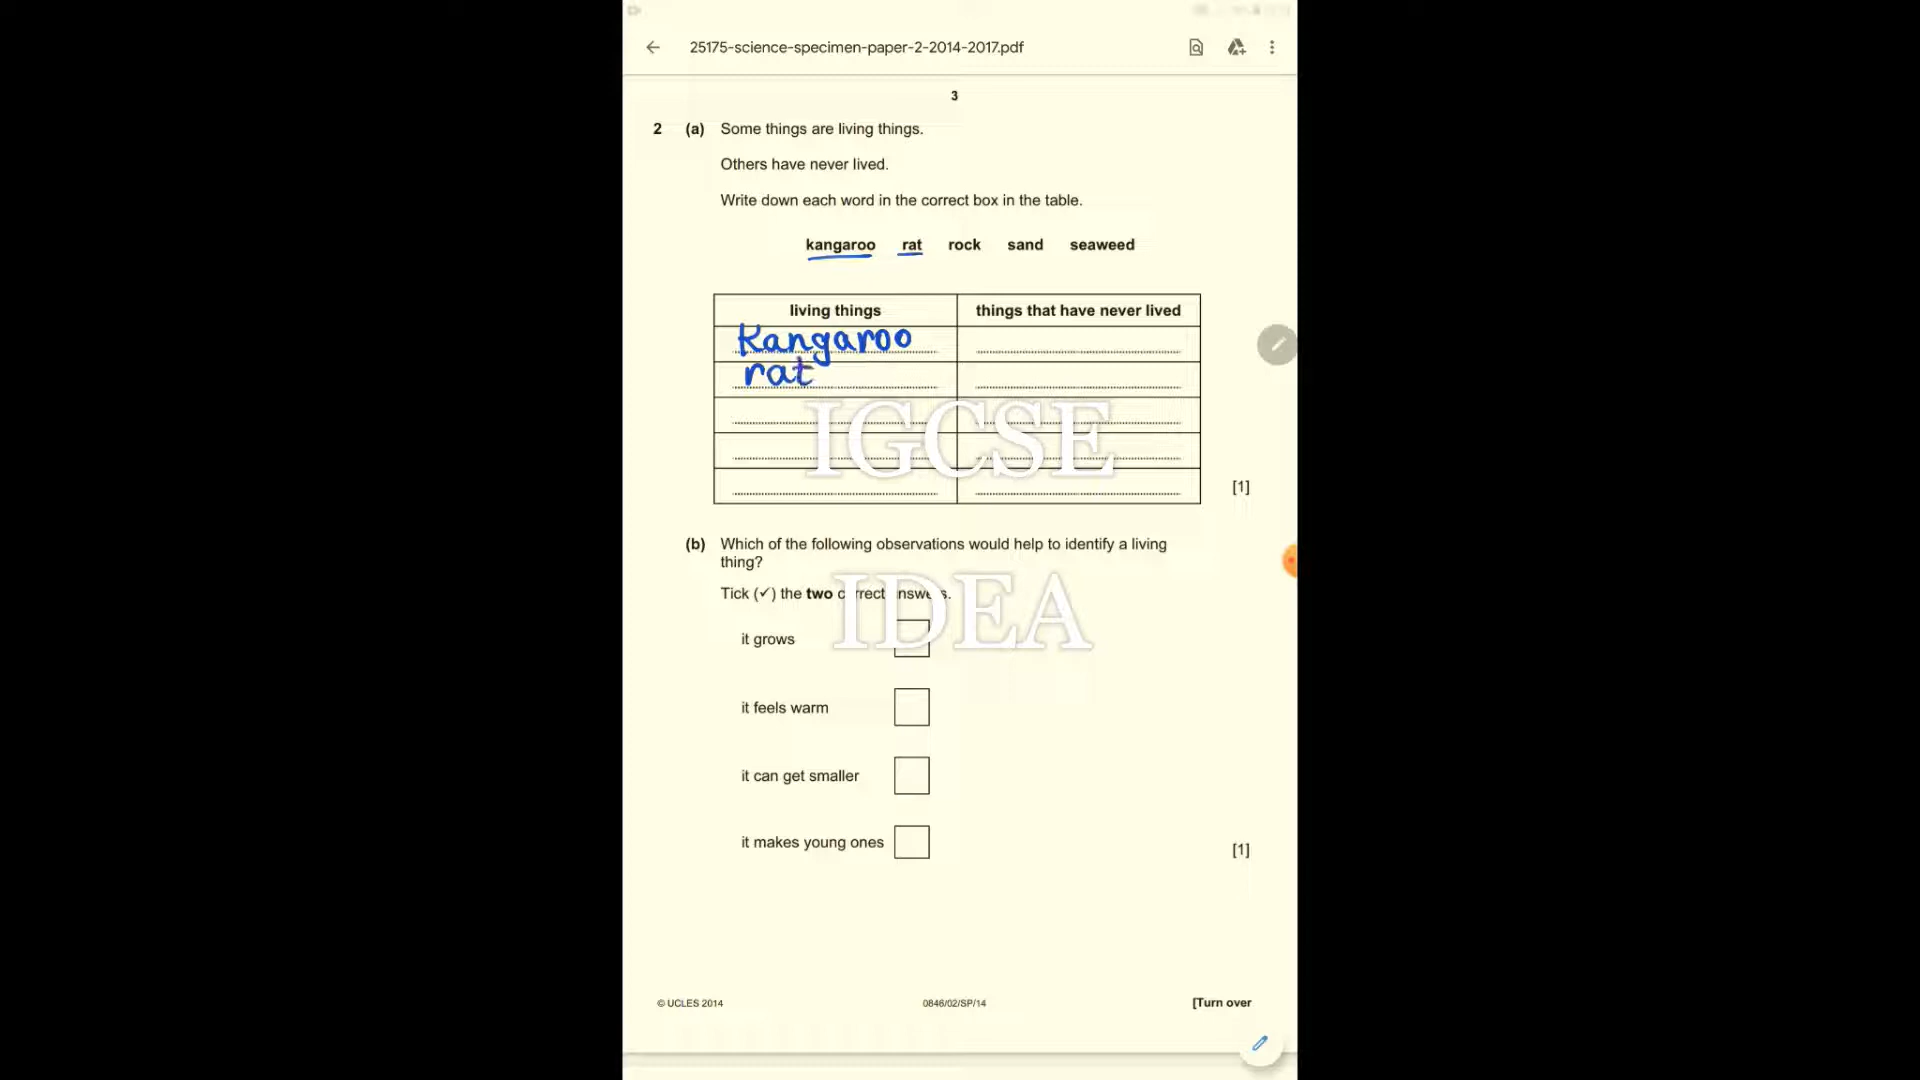 25175-science-specimen-paper-2-2014-2017.pdf
3
2 (a) Some things are living things.
Others have never lived.
Write down each word in the correct box in the table.
kangaroo rat rock sand seaweed
living things things that have never lived
Kangaroo
rat
IGCSE
[1]
(b) Which of the following observations would help to identify a living
thing?
Tick (✓) the two correct answers.
IDEA
it grows
it feels warm
it can get smaller
it makes young ones
[1]
© UCLES 2014 0846/02/SP/14 [Turn over